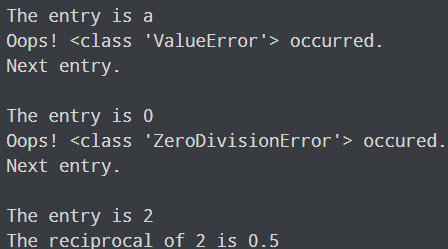 The entry is a
Oops! <class 'ValueError'> occurred.
Next entry.

The entry is 0
Oops! <class 'ZeroDivisionError'> occured.
Next entry.

The entry is 2
The reciprocal of 2 is 0.5